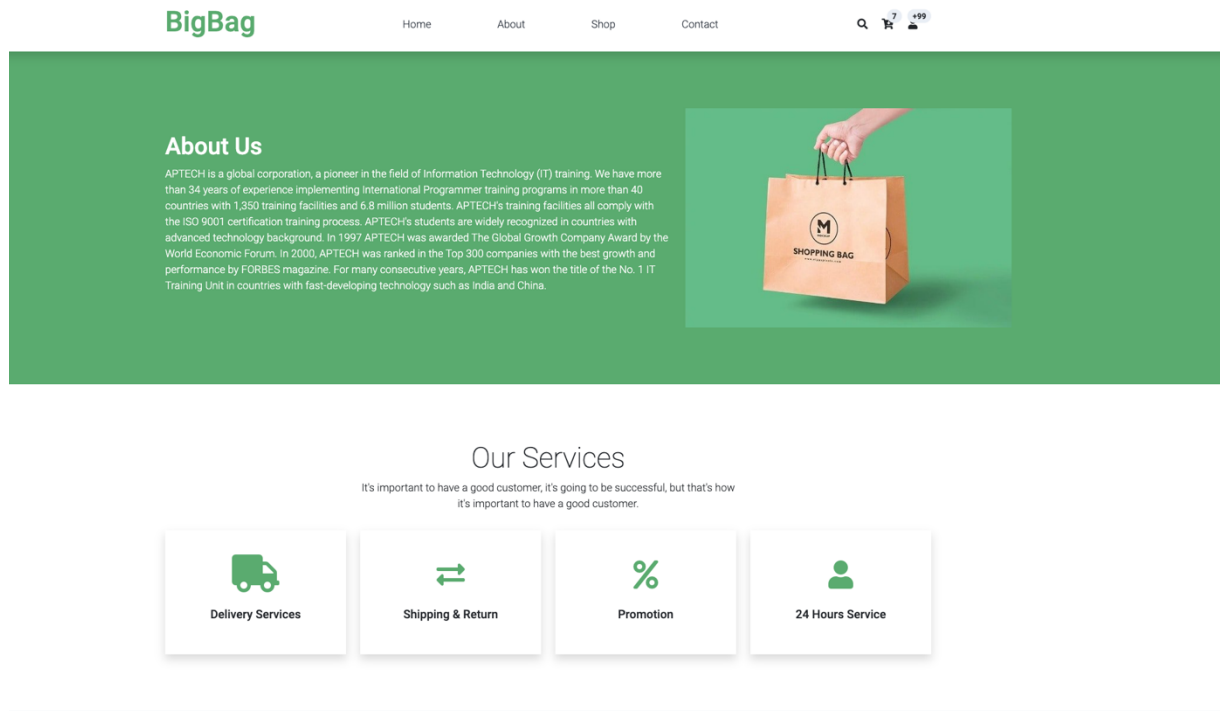 BigBag
Home About Shop Contact
7 +99
About Us
APTECH is a global corporation, a pioneer in the field of Information Technology (IT) training. We have more
than 34 years of experience implementing International Programmer training programs in more than 40
countries with 1,350 training facilities and 6.8 million students. APTECH's training facilities all comply with
the ISO 9001 certification training process. APTECH's students are widely recognized in countries with
advanced technology background. In 1997 APTECH was awarded The Global Growth Company Award by the
World Economic Forum. In 2000, APTECH was ranked in the Top 300 companies with the best growth and
performance by FORBES magazine. For many consecutive years, APTECH has won the title of the No. 1 IT
Training Unit in countries with fast-developing technology such as India and China.
M
SHOPPING BAG
Our Services
It's important to have a good customer, it's going to be successful, but that's how
it's important to have a good customer.
Delivery Services
Shipping & Return
Promotion
24 Hours Service